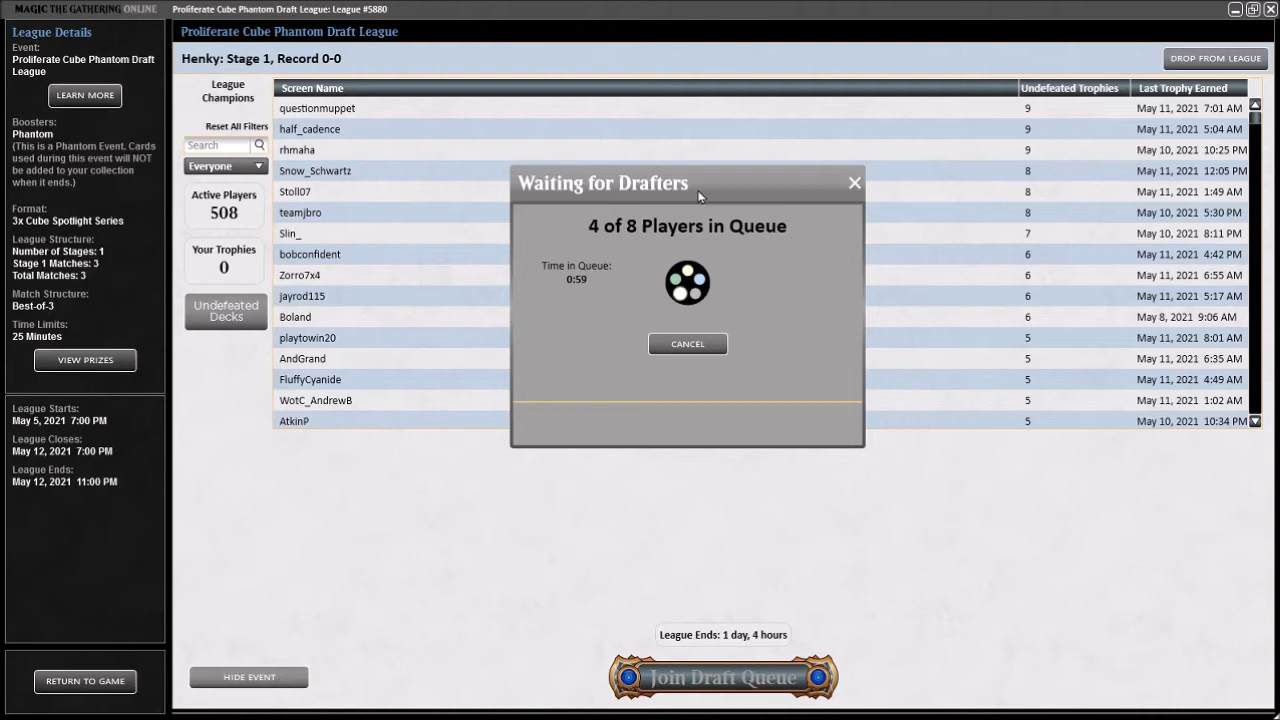 MAGIC THE GATHERING ONLINE
Proliferate Cube Phantom Draft League: League #5880
League Details
Event:
Proliferate Cube Phantom Draft
League
LEARN MORE
Boosters:
Phantom
(This is a Phantom Event. Cards
used during this event will NOT
be added to your collection
when it ends.)
Format:
3x Cube Spotlight Series
League Structure:
Number of Stages: 1
Stage 1 Matches: 3
Total Matches: 3
Match Structure:
Best-of-3
Time Limits:
25 Minutes
VIEW PRIZES
League Starts:
May 5, 2021 7:00 PM
League Closes:
May 12, 2021 7:00 PM
League Ends:
May 12, 2021 11:00 PM
RETURN TO GAME
Proliferate Cube Phantom Draft League
Henky: Stage 1, Record 0-0
DROP FROM LEAGUE
League
Champions
Reset All Filters
Search
Everyone
Active Players
508
Your Trophies
0
Undefeated
Decks
Screen Name Undefeated Trophies Last Trophy Earned
questionmuppet 9 May 11, 2021 7:01 AM
half_cadence 9 May 11, 2021 5:04 AM
rhmaha 9 May 10, 2021 10:25 PM
Snow_Schwartz 8 May 11, 2021 12:05 PM
Stoll07 8 May 11, 2021 1:49 AM
teamjbro 8 May 10, 2021 5:30 PM
Slin_ 7 May 10, 2021 8:11 PM
bobconfident 6 May 11, 2021 4:42 PM
Zorro7x4 6 May 11, 2021 6:55 AM
jayrod115 6 May 11, 2021 5:17 AM
Boland 6 May 8, 2021 9:06 AM
playtowin20 5 May 11, 2021 8:01 AM
AndGrand 5 May 11, 2021 6:35 AM
FluffyCyanide 5 May 11, 2021 4:49 AM
WotC_AndrewB 5 May 11, 2021 1:02 AM
AtkinP 5 May 10, 2021 10:34 PM
Waiting for Drafters
4 of 8 Players in Queue
Time in Queue:
0:59
CANCEL
League Ends: 1 day, 4 hours
HIDE EVENT
Join Draft Queue